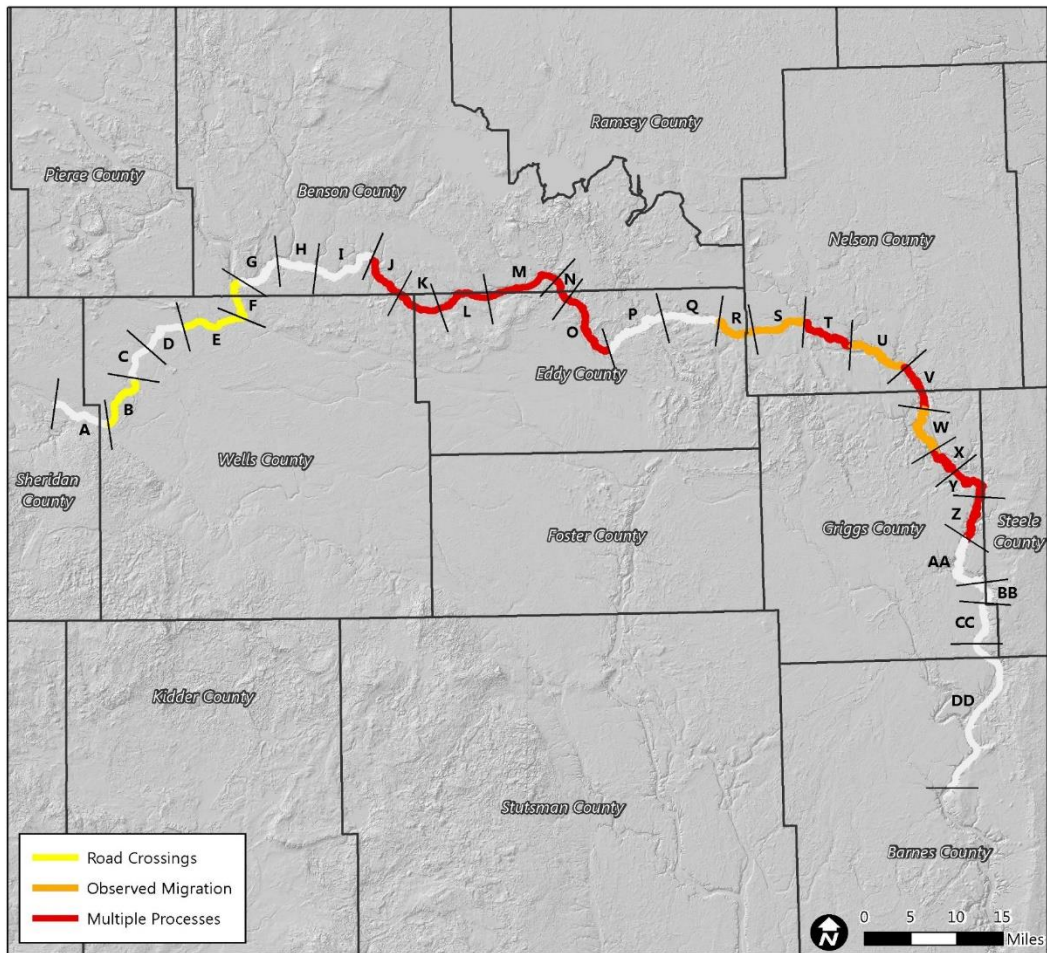 Ramsey County
Pierce County
Benson County
Nelson County
G
H
I
J
K
M
N
L
F
C
D
E
O
P
Q
R
S
T
U
V
Eddy County
B
A
Wells County
Sheridan
County
W
X
Y
Z
Griggs County
Steele
County
Foster County
AA
BB
CC
Kidder County
DD
Stutsman County
Barnes County
Road Crossings
Observed Migration
Multiple Processes
N
0 5 10 15
Miles